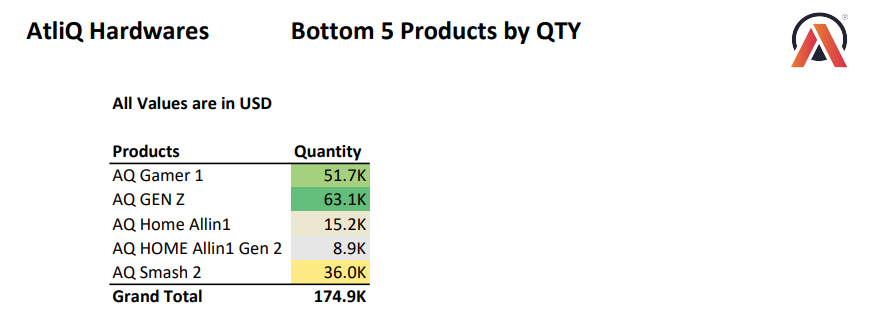 AtliQ Hardwares Bottom 5 Products by QTY
All Values are in USD
Products Quantity
AQ Gamer 1 51.7K
AQ GEN Z 63.1K
AQ Home Allin1 15.2K
AQ HOME Allin1 Gen 2 8.9K
AQ Smash 2 36.0K
Grand Total 174.9K